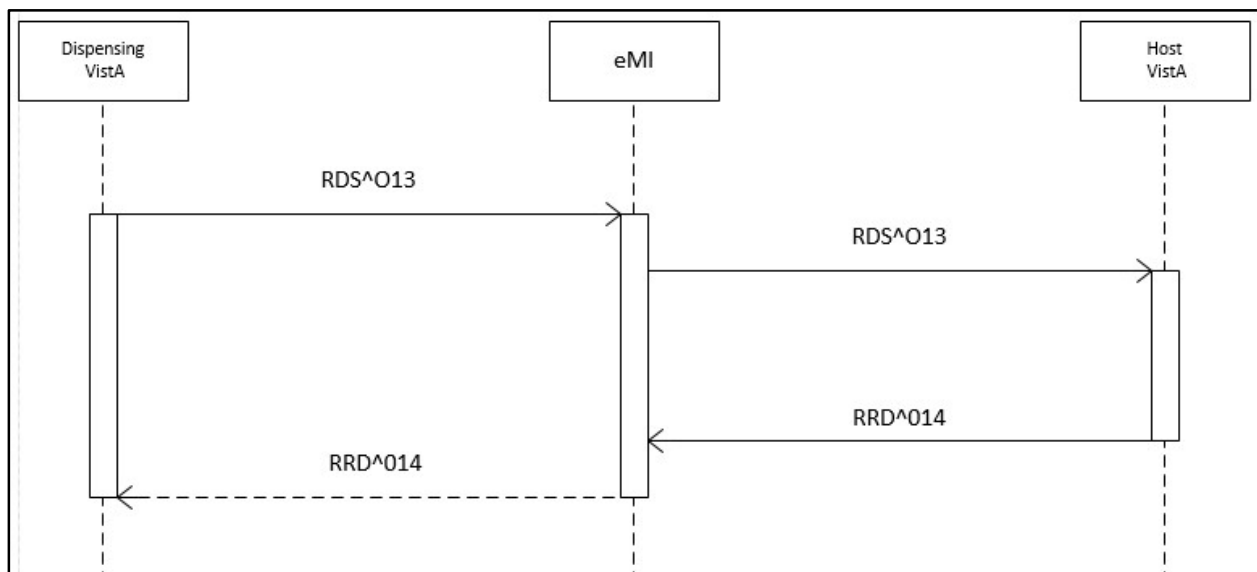 Dispensing
VistA
eMI
Host
VistA
RDS^O13
RDS^O13
RRD^014
RRD^014